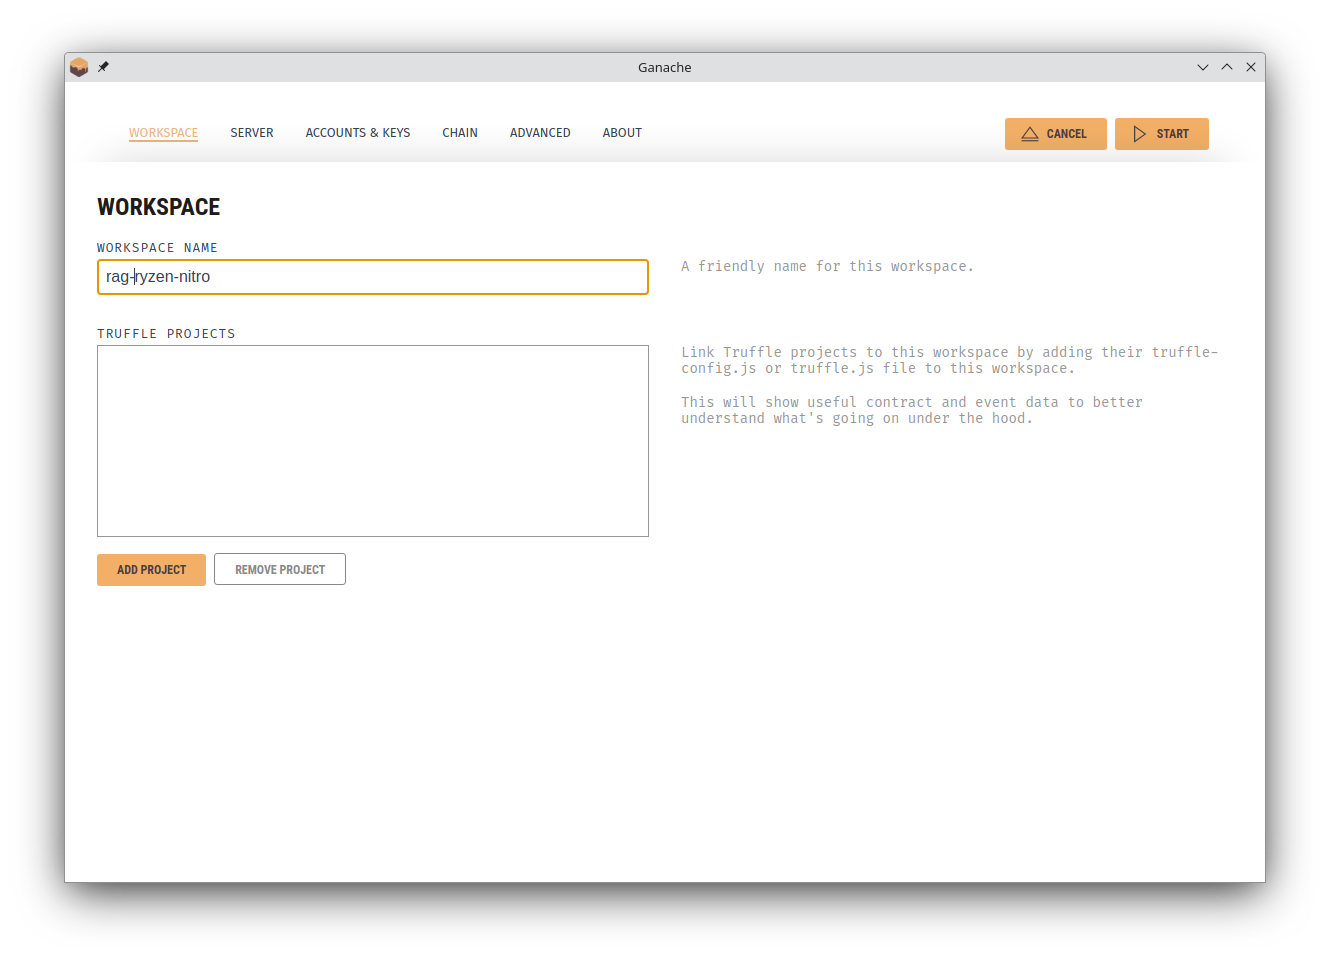 Ganache
WORKSPACE SERVER ACCOUNTS & KEYS CHAIN ADVANCED ABOUT CANCEL START
WORKSPACE
WORKSPACE NAME
rag-ryzen-nitro
A friendly name for this workspace.
TRUFFLE PROJECTS
Link Truffle projects to this workspace by adding their truffle-
config.js or truffle.js file to this workspace.
This will show useful contract and event data to better
understand what's going on under the hood.
ADD PROJECT REMOVE PROJECT